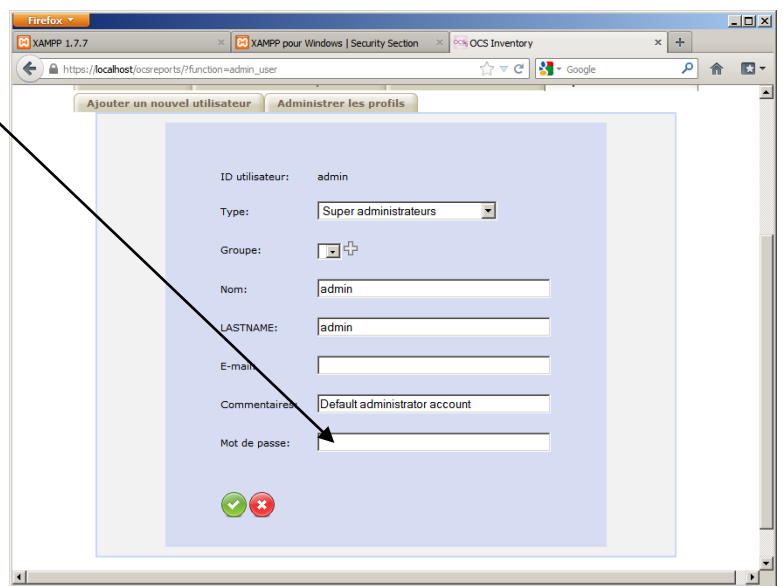 Firefox
XAMPP 1.7.7
XAMPP pour Windows | Security Section
OCS Inventory
https://localhost/ocsreports/?function=admin_user
Google
Ajouter un nouvel utilisateur
Administrer les profils
ID utilisateur: admin
Type: Super administrateurs
Groupe:
Nom: admin
LASTNAME: admin
E-mail:
Commentaires: Default administrator account
Mot de passe: